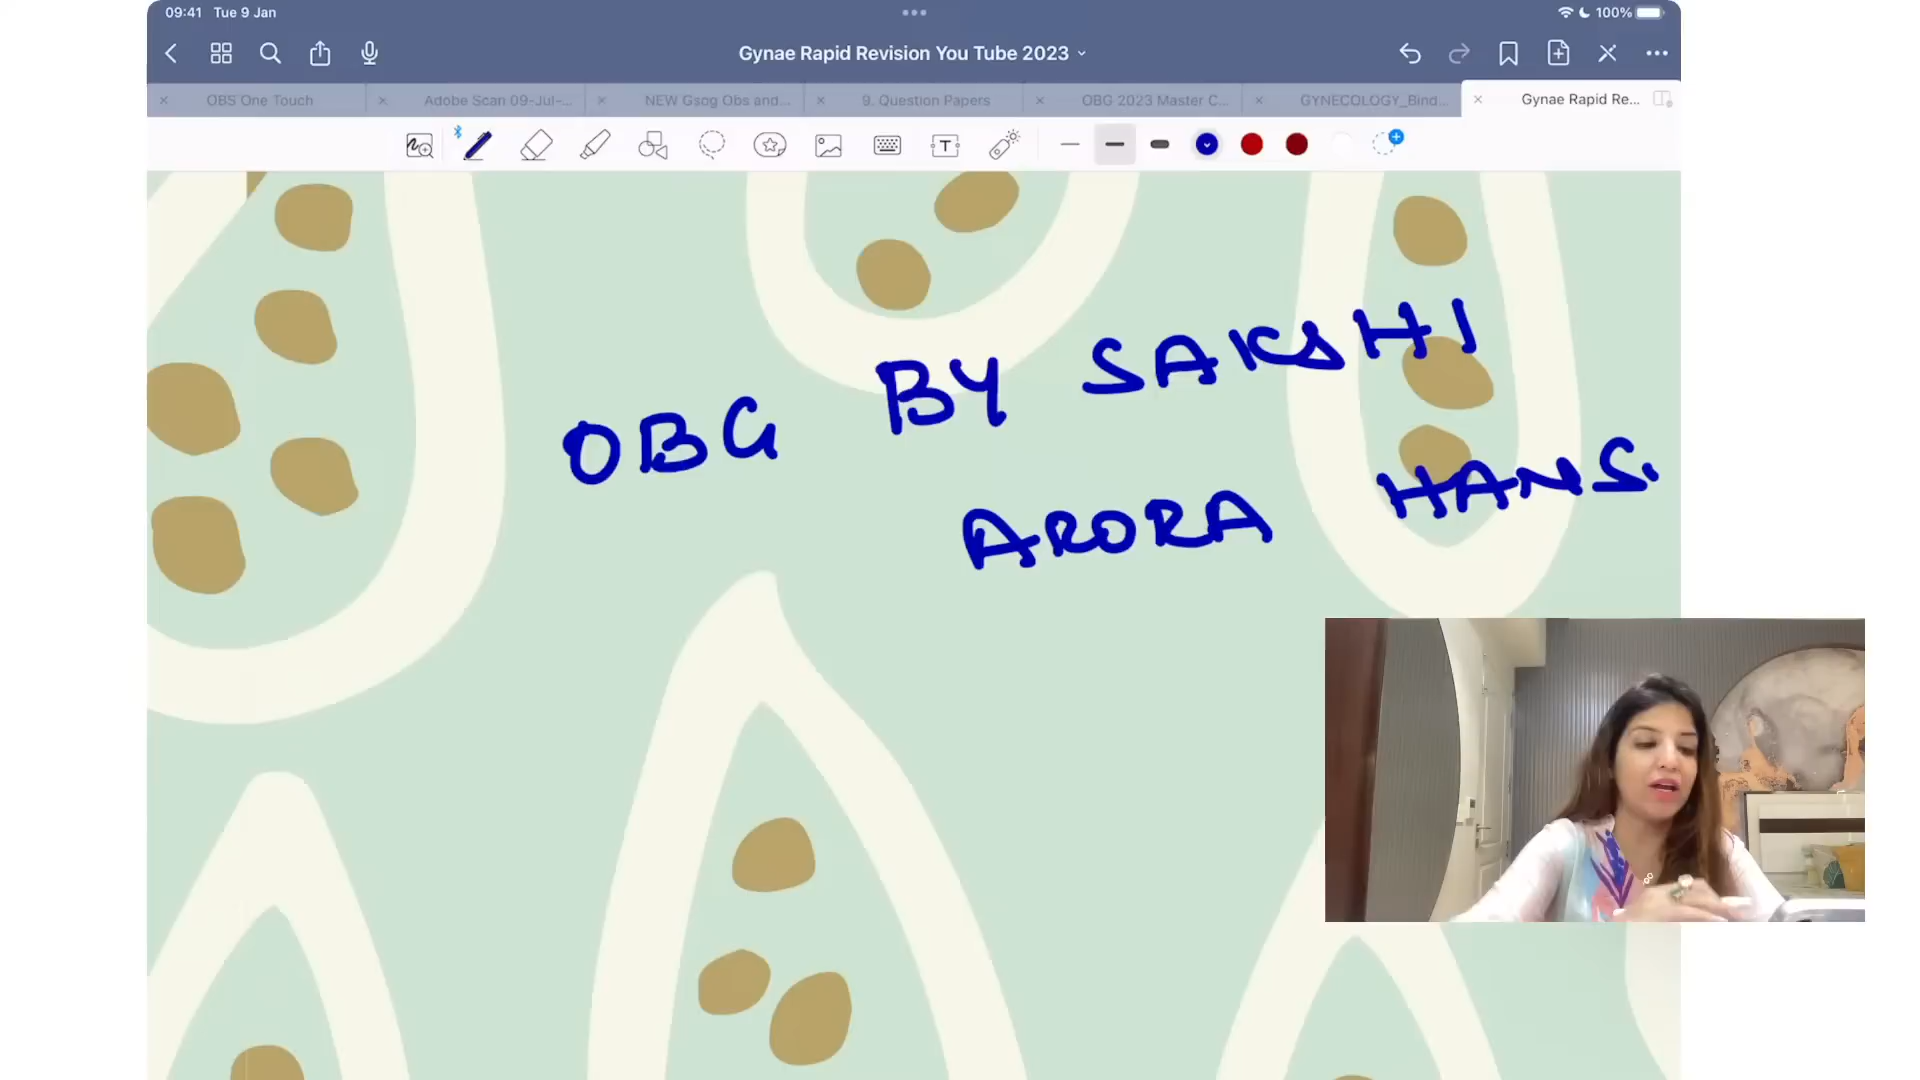 09:41 Tue 9 Jan
100%
Gynae Rapid Revision You Tube 2023
OBS One Touch
Adobe Scan 09-Jul-...
NEW Gsog Obs and...
9. Question Papers
OBG 2023 Master C...
GYNECOLOGY_Bind...
Gynae Rapid Re...
T
OBG BY SAKSHI
ARORA HANS.